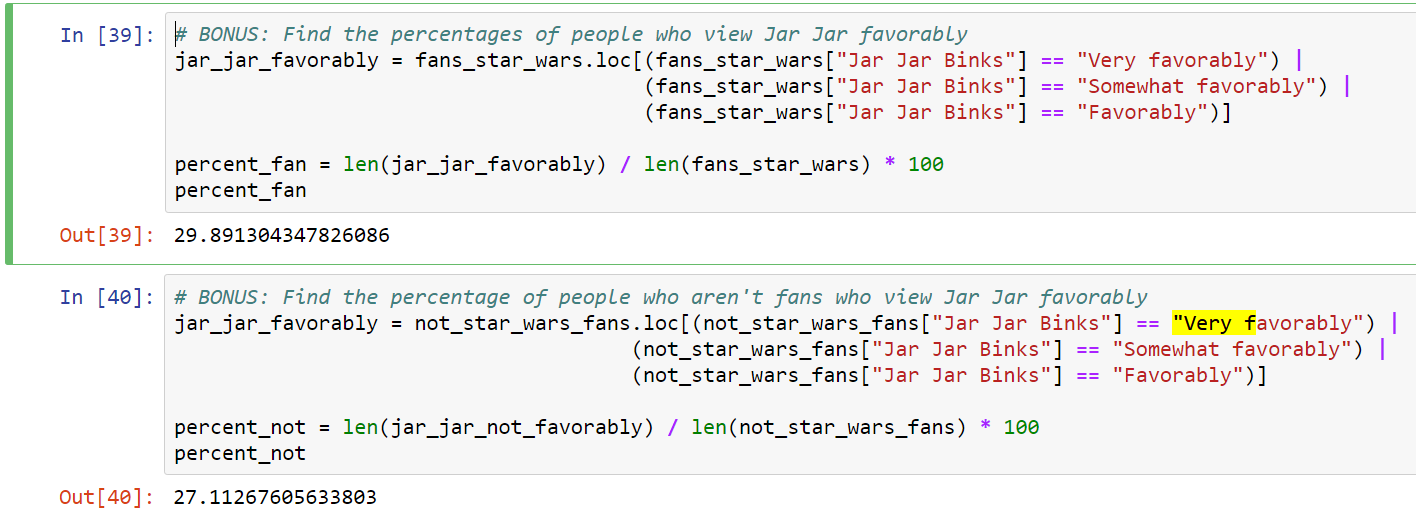 In [39]: # BONUS: Find the percentages of people who view Jar Jar favorably
jar_jar_favorably = fans_star_wars.loc[(fans_star_wars["Jar Jar Binks"] == "Very favorably") |
(fans_star_wars["Jar Jar Binks"] == "Somewhat favorably") |
(fans_star_wars["Jar Jar Binks"] == "Favorably")]
percent_fan = len(jar_jar_favorably) / len(fans_star_wars) * 100
percent_fan
Out[39]: 29.891304347826086
In [40]: # BONUS: Find the percentage of people who aren't fans who view Jar Jar favorably
jar_jar_favorably = not_star_wars_fans.loc[(not_star_wars_fans["Jar Jar Binks"] == "Very favorably") |
(not_star_wars_fans["Jar Jar Binks"] == "Somewhat favorably") |
(not_star_wars_fans["Jar Jar Binks"] == "Favorably")]
percent_not = len(jar_jar_not_favorably) / len(not_star_wars_fans) * 100
percent_not
Out[40]: 27.11267605633803